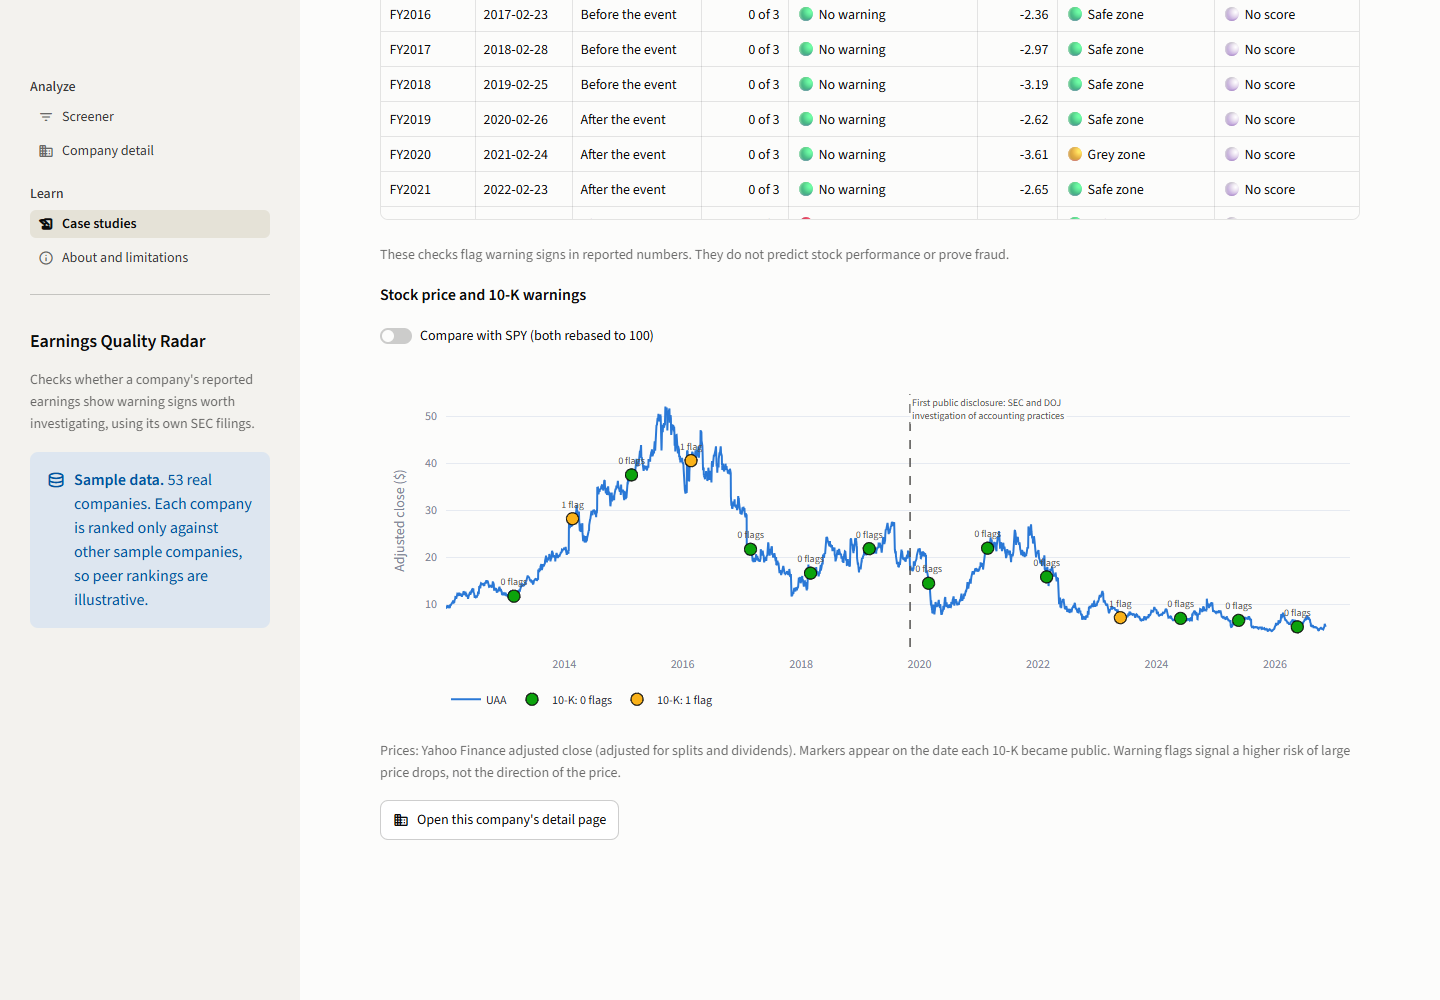 FY2016 2017-02-23 Before the event 0 of 3 No warning -2.36 Safe zone No score
FY2017 2018-02-28 Before the event 0 of 3 No warning -2.97 Safe zone No score
FY2018 2019-02-25 Before the event 0 of 3 No warning -3.19 Safe zone No score
FY2019 2020-02-26 After the event 0 of 3 No warning -2.62 Safe zone No score
FY2020 2021-02-24 After the event 0 of 3 No warning -3.61 Grey zone No score
FY2021 2022-02-23 After the event 0 of 3 No warning -2.65 Safe zone No score
Analyze
Screener
Company detail
Learn
Case studies
About and limitations
Earnings Quality Radar
Checks whether a company's reported
earnings show warning signs worth
investigating, using its own SEC filings.
Sample data. 53 real
companies. Each company
is ranked only against
other sample companies,
so peer rankings are
illustrative.
These checks flag warning signs in reported numbers. They do not predict stock performance or prove fraud.
Stock price and 10-K warnings
Compare with SPY (both rebased to 100)
First public disclosure: SEC and DOJ
investigation of accounting practices
Adjusted close ($)
50
40
30
20
10
0 flags
1 flag
0 flags
1 flag
0 flags
0 flags
0 flags
0 flags
0 flags
0 flags
1 flag
0 flags
0 flags
0 flags
2014 2016 2018 2020 2022 2024 2026
UAA 10-K: 0 flags 10-K: 1 flag
Prices: Yahoo Finance adjusted close (adjusted for splits and dividends). Markers appear on the date each 10-K became public. Warning flags signal a higher risk of large
price drops, not the direction of the price.
Open this company's detail page